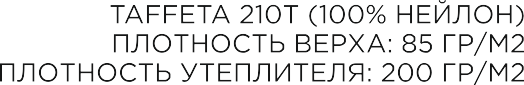 TAFFETA 210T (100% НЕЙЛОН)
ПЛОТНОСТЬ ВЕРХА: 85 ГР/М2
ПЛОТНОСТЬ УТЕПЛИТЕЛЯ: 200 ГР/М2